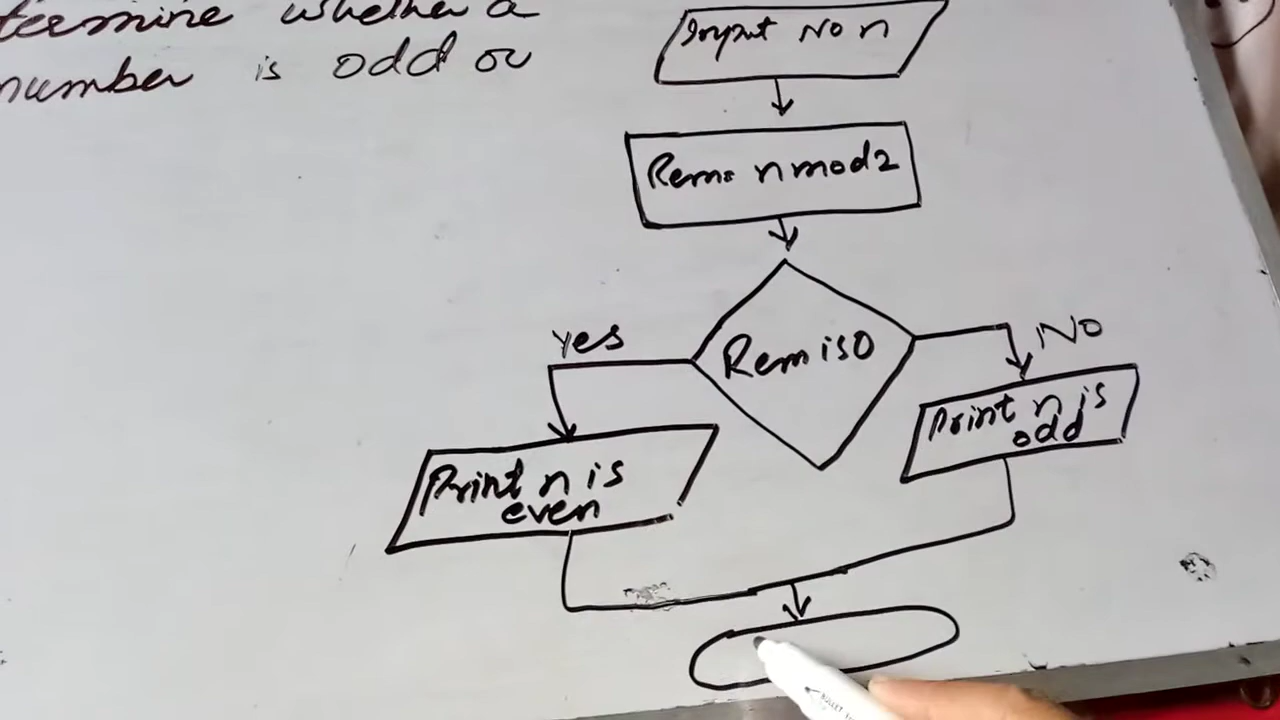 termine whether a
number is odd or
Input No n
Rem= n mod 2
Rem is 0
Yes
No
Print n is
even
Print n is
odd